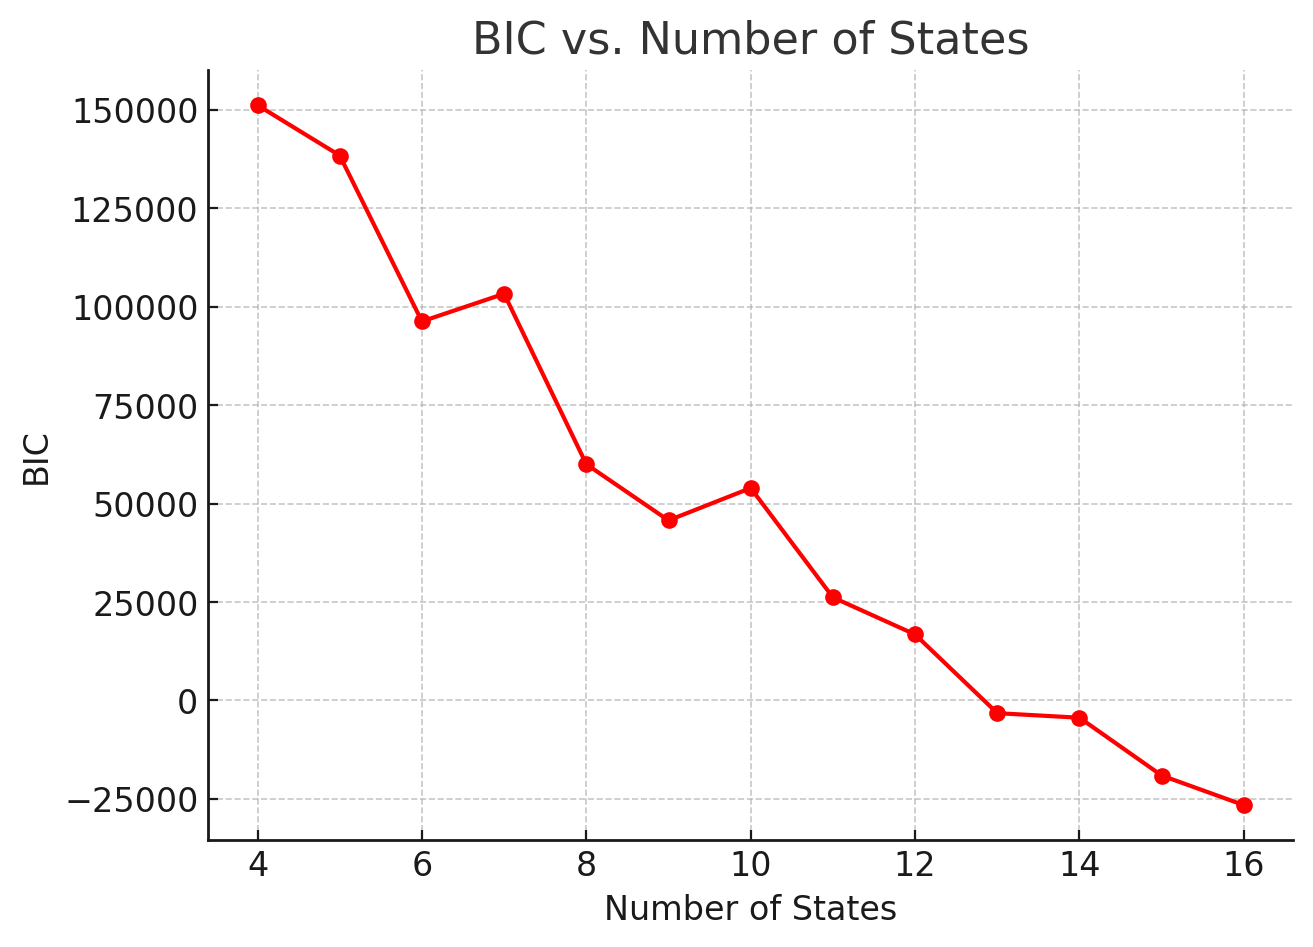 BIC vs. Number of States
BIC
150000
125000
100000
75000
50000
25000
0
−25000
4 6 8 10 12 14 16
Number of States